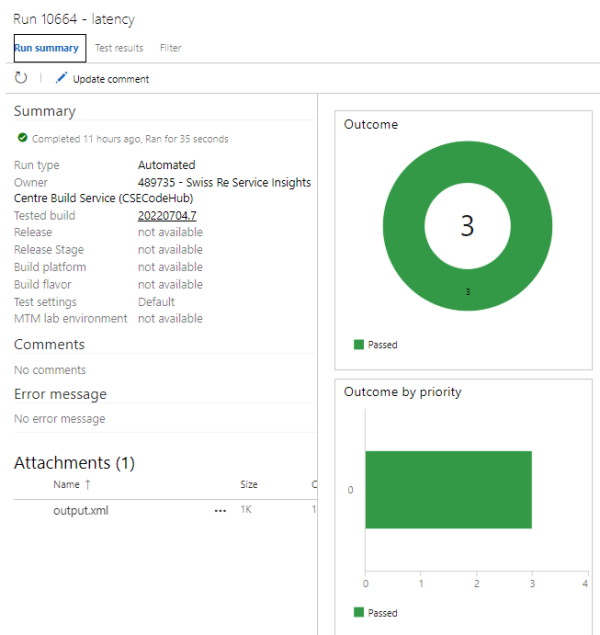 Run 10664 - latency
Run summary Test results Filter
Update comment
Summary
Completed 11 hours ago, Ran for 35 seconds
Run type Automated
Owner 489735 - Swiss Re Service Insights
Centre Build Service (CSECodeHub)
Tested build 20220704.7
Release not available
Release Stage not available
Build platform not available
Build flavor not available
Test settings Default
MTM lab environment not available
Comments
No comments
Error message
No error message
Attachments (1)
Name ↑ Size C
output.xml ... 1K 1
Outcome
3
3
Passed
Outcome by priority
0
0 1 2 3 4
Passed